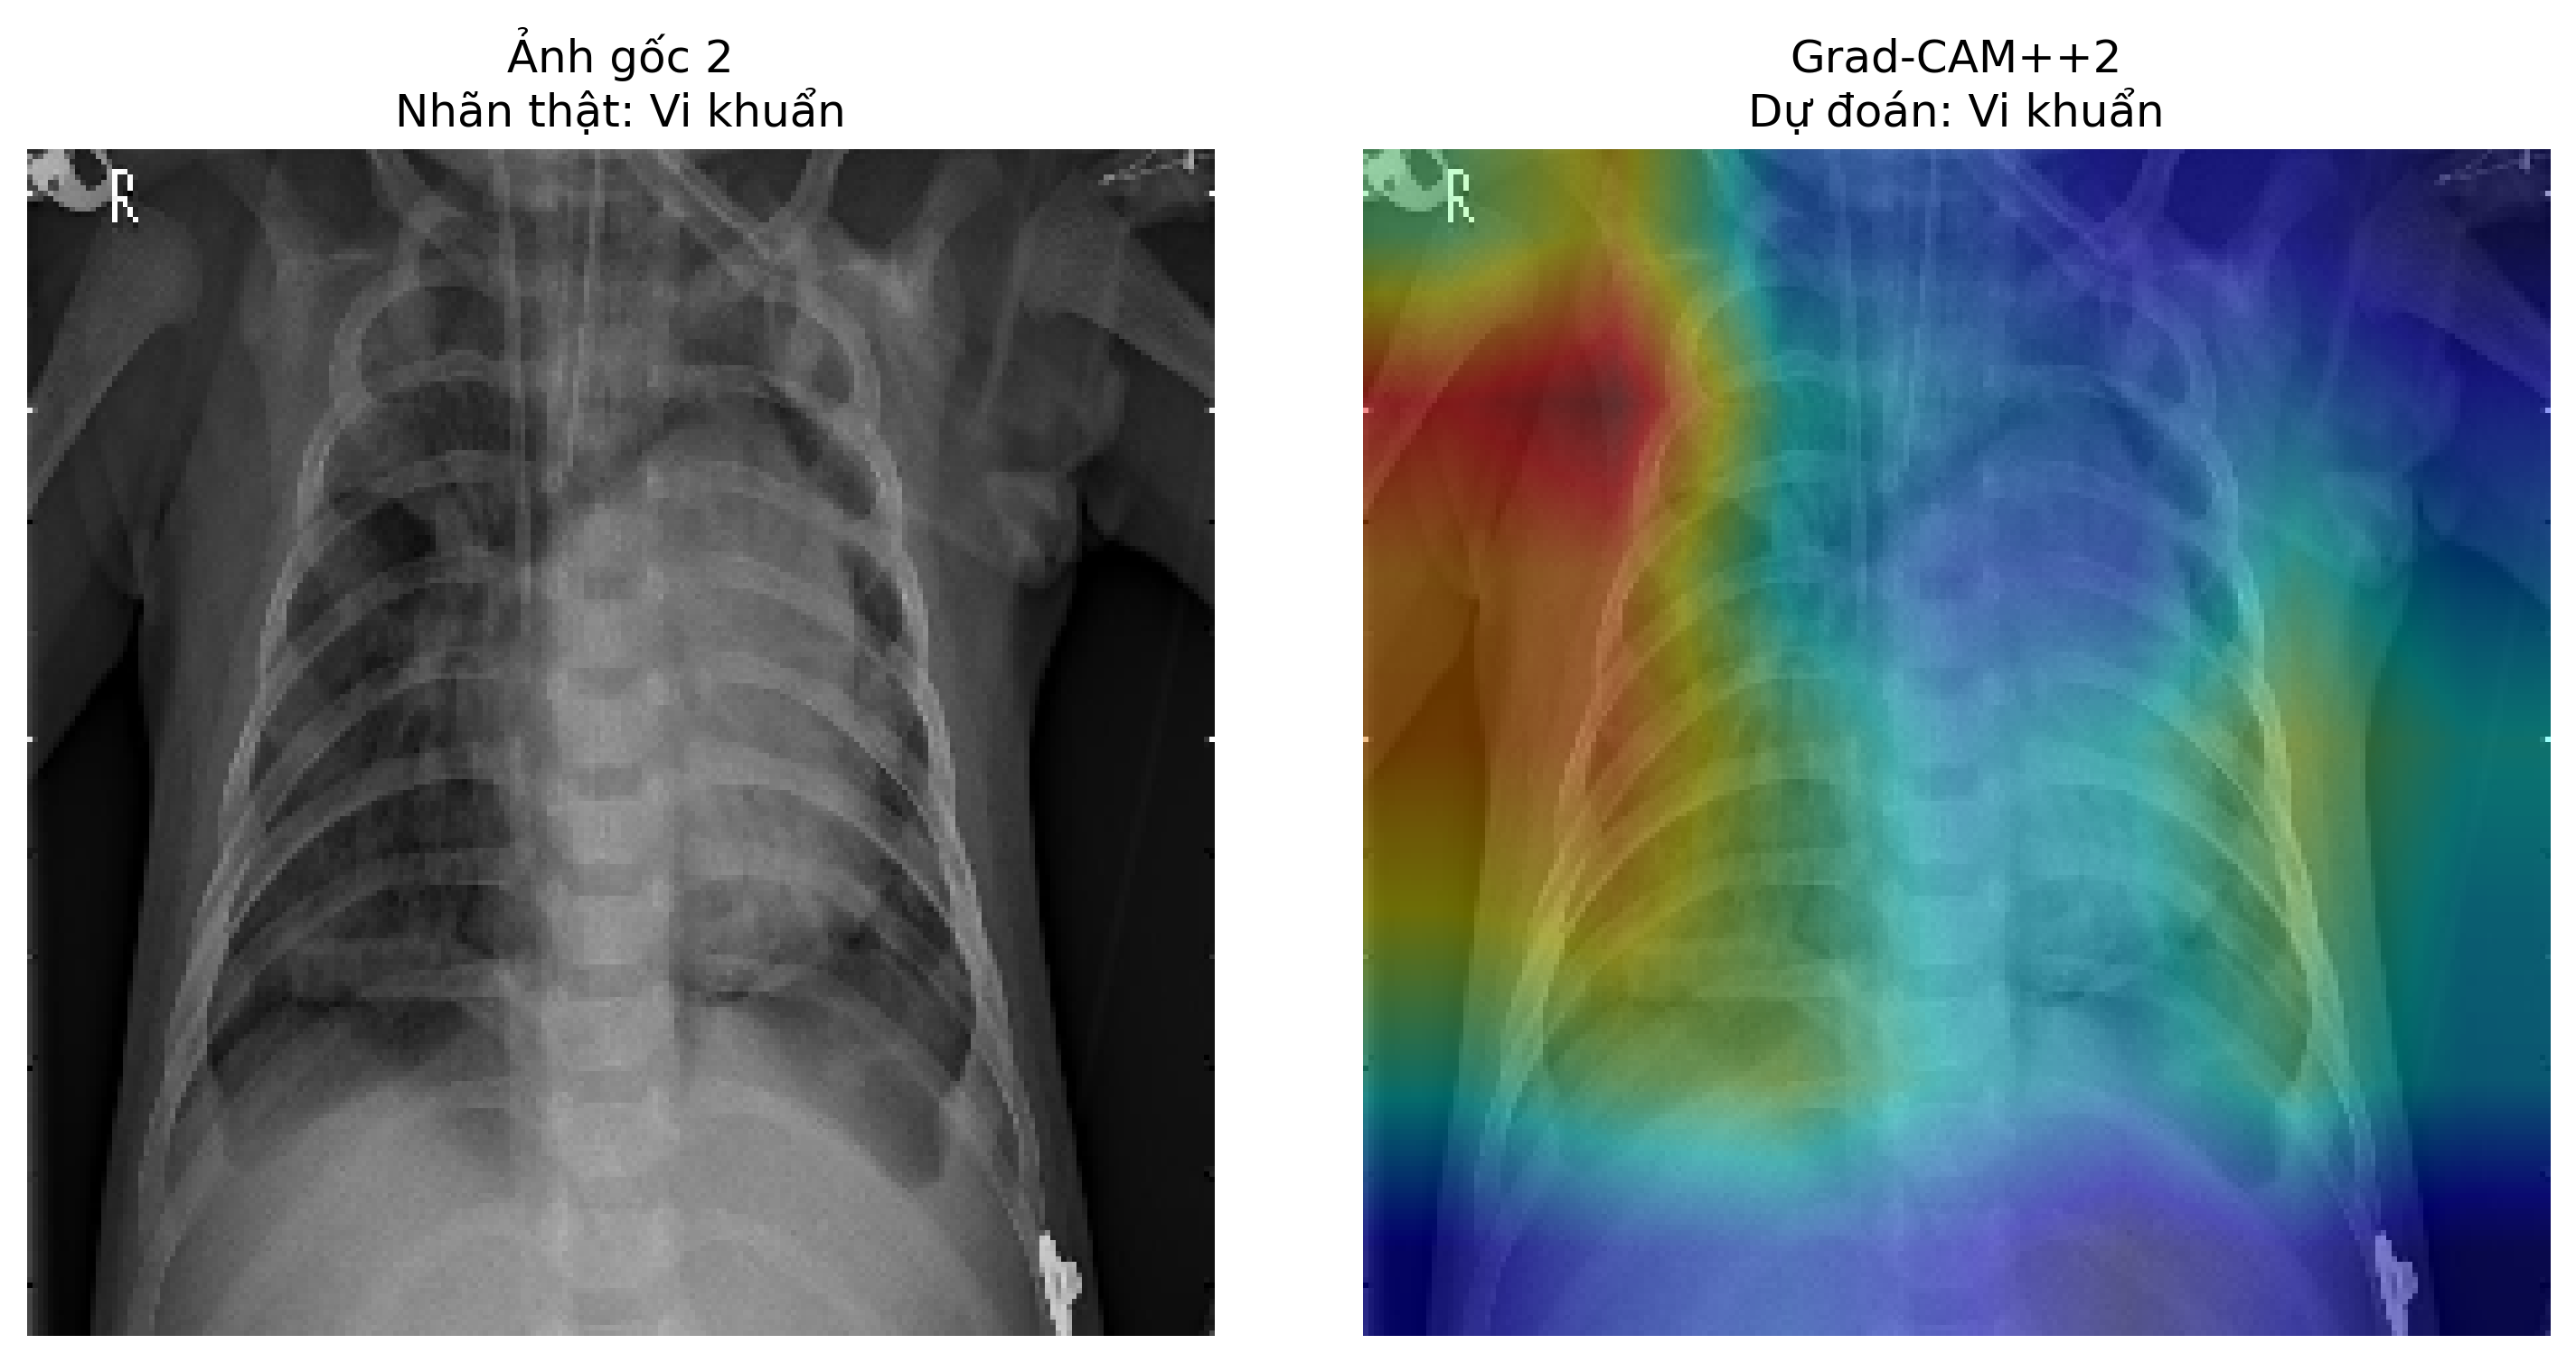 Ảnh gốc 2
Nhãn thật: Vi khuẩn
Grad-CAM++2
Dự đoán: Vi khuẩn
R
R